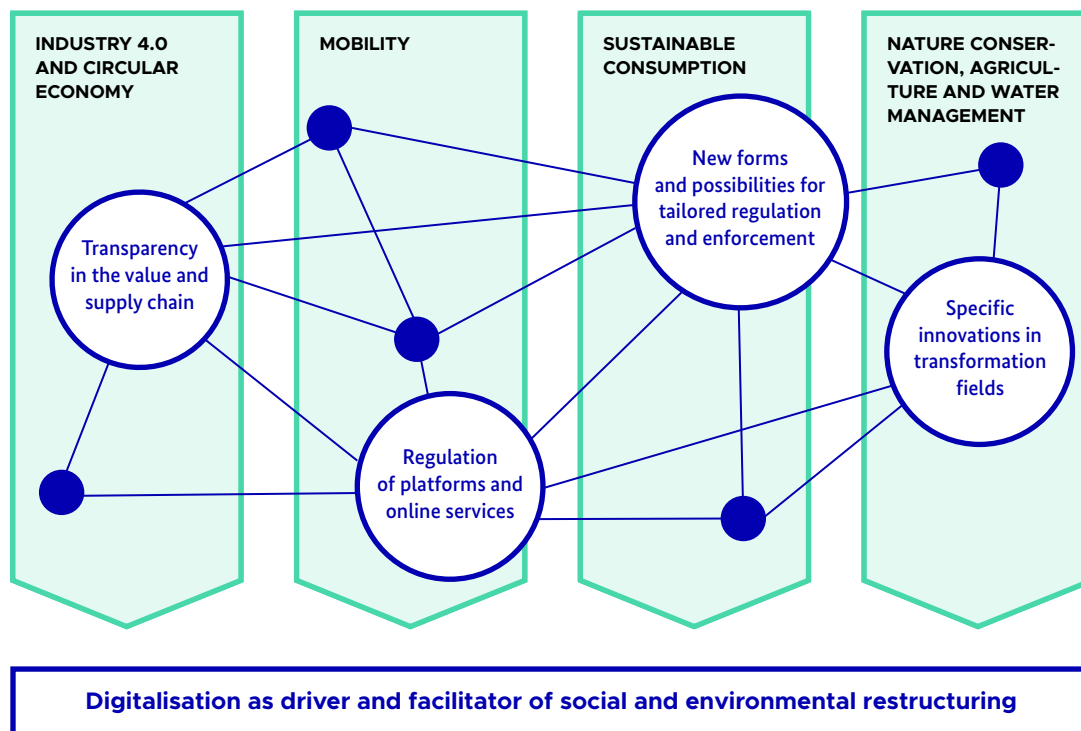 INDUSTRY 4.0
AND CIRCULAR
ECONOMY
MOBILITY
SUSTAINABLE
CONSUMPTION
NATURE CONSER-
VATION, AGRICUL-
TURE AND WATER
MANAGEMENT
Transparency
in the value and
supply chain
Regulation
of platforms and
online services
New forms
and possibilities for
tailored regulation
and enforcement
Specific
innovations in
transformation
fields
Digitalisation as driver and facilitator of social and environmental restructuring